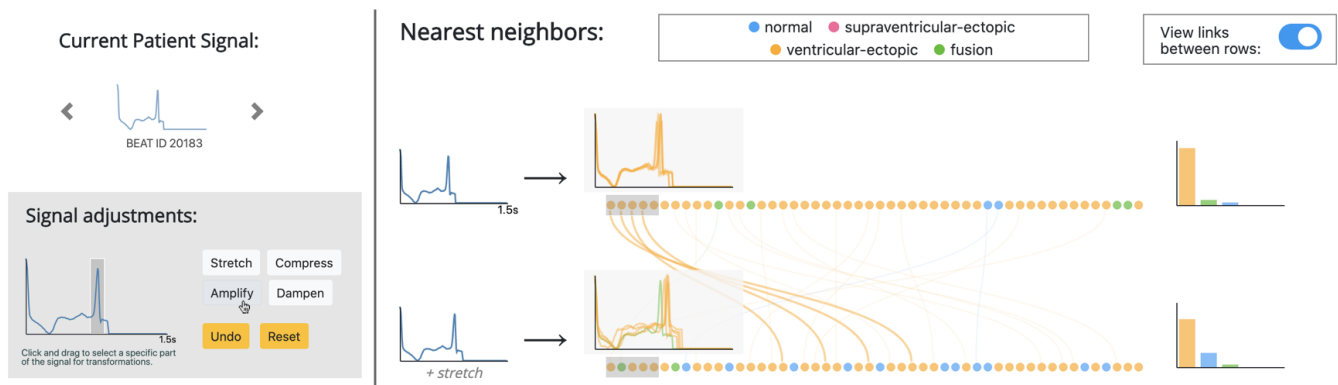 Current Patient Signal:
BEAT ID 20183
Signal adjustments:
Stretch
Compress
Amplify
Dampen
Undo
Reset
1.5s
Click and drag to select a specific part
of the signal for transformations.
Nearest neighbors:
normal
supraventricular-ectopic
ventricular-ectopic
fusion
View links
between rows:
1.5s
+ stretch